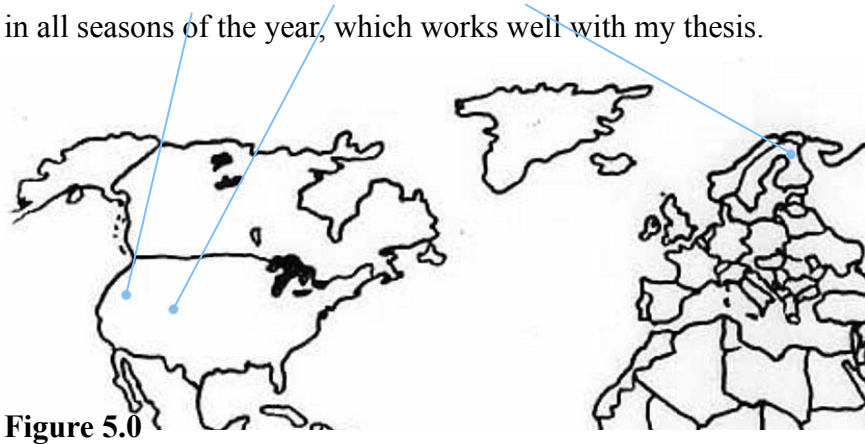 in all seasons of the year, which works well with my thesis.
Figure 5.0